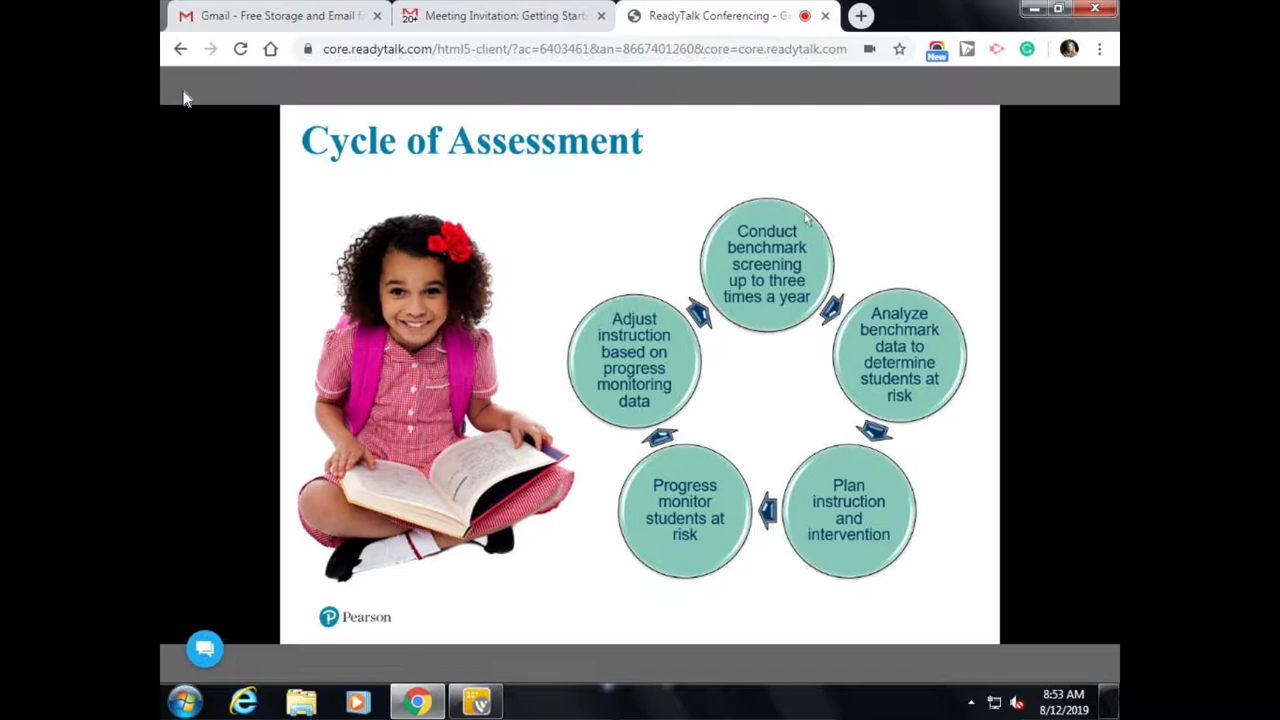 Gmail - Free Storage and Email f
Meeting Invitation: Getting Start
ReadyTalk Conferencing - G
core.readytalk.com/html5-client/?ac=6403461&an=8667401260&core=core.readytalk.com
New
Cycle of Assessment
Conduct
benchmark
screening
up to three
times a year
Analyze
benchmark
data to
determine
students at
risk
Plan
instruction
and
intervention
Progress
monitor
students at
risk
Adjust
instruction
based on
progress
monitoring
data
Pearson
8:53 AM
8/12/2019